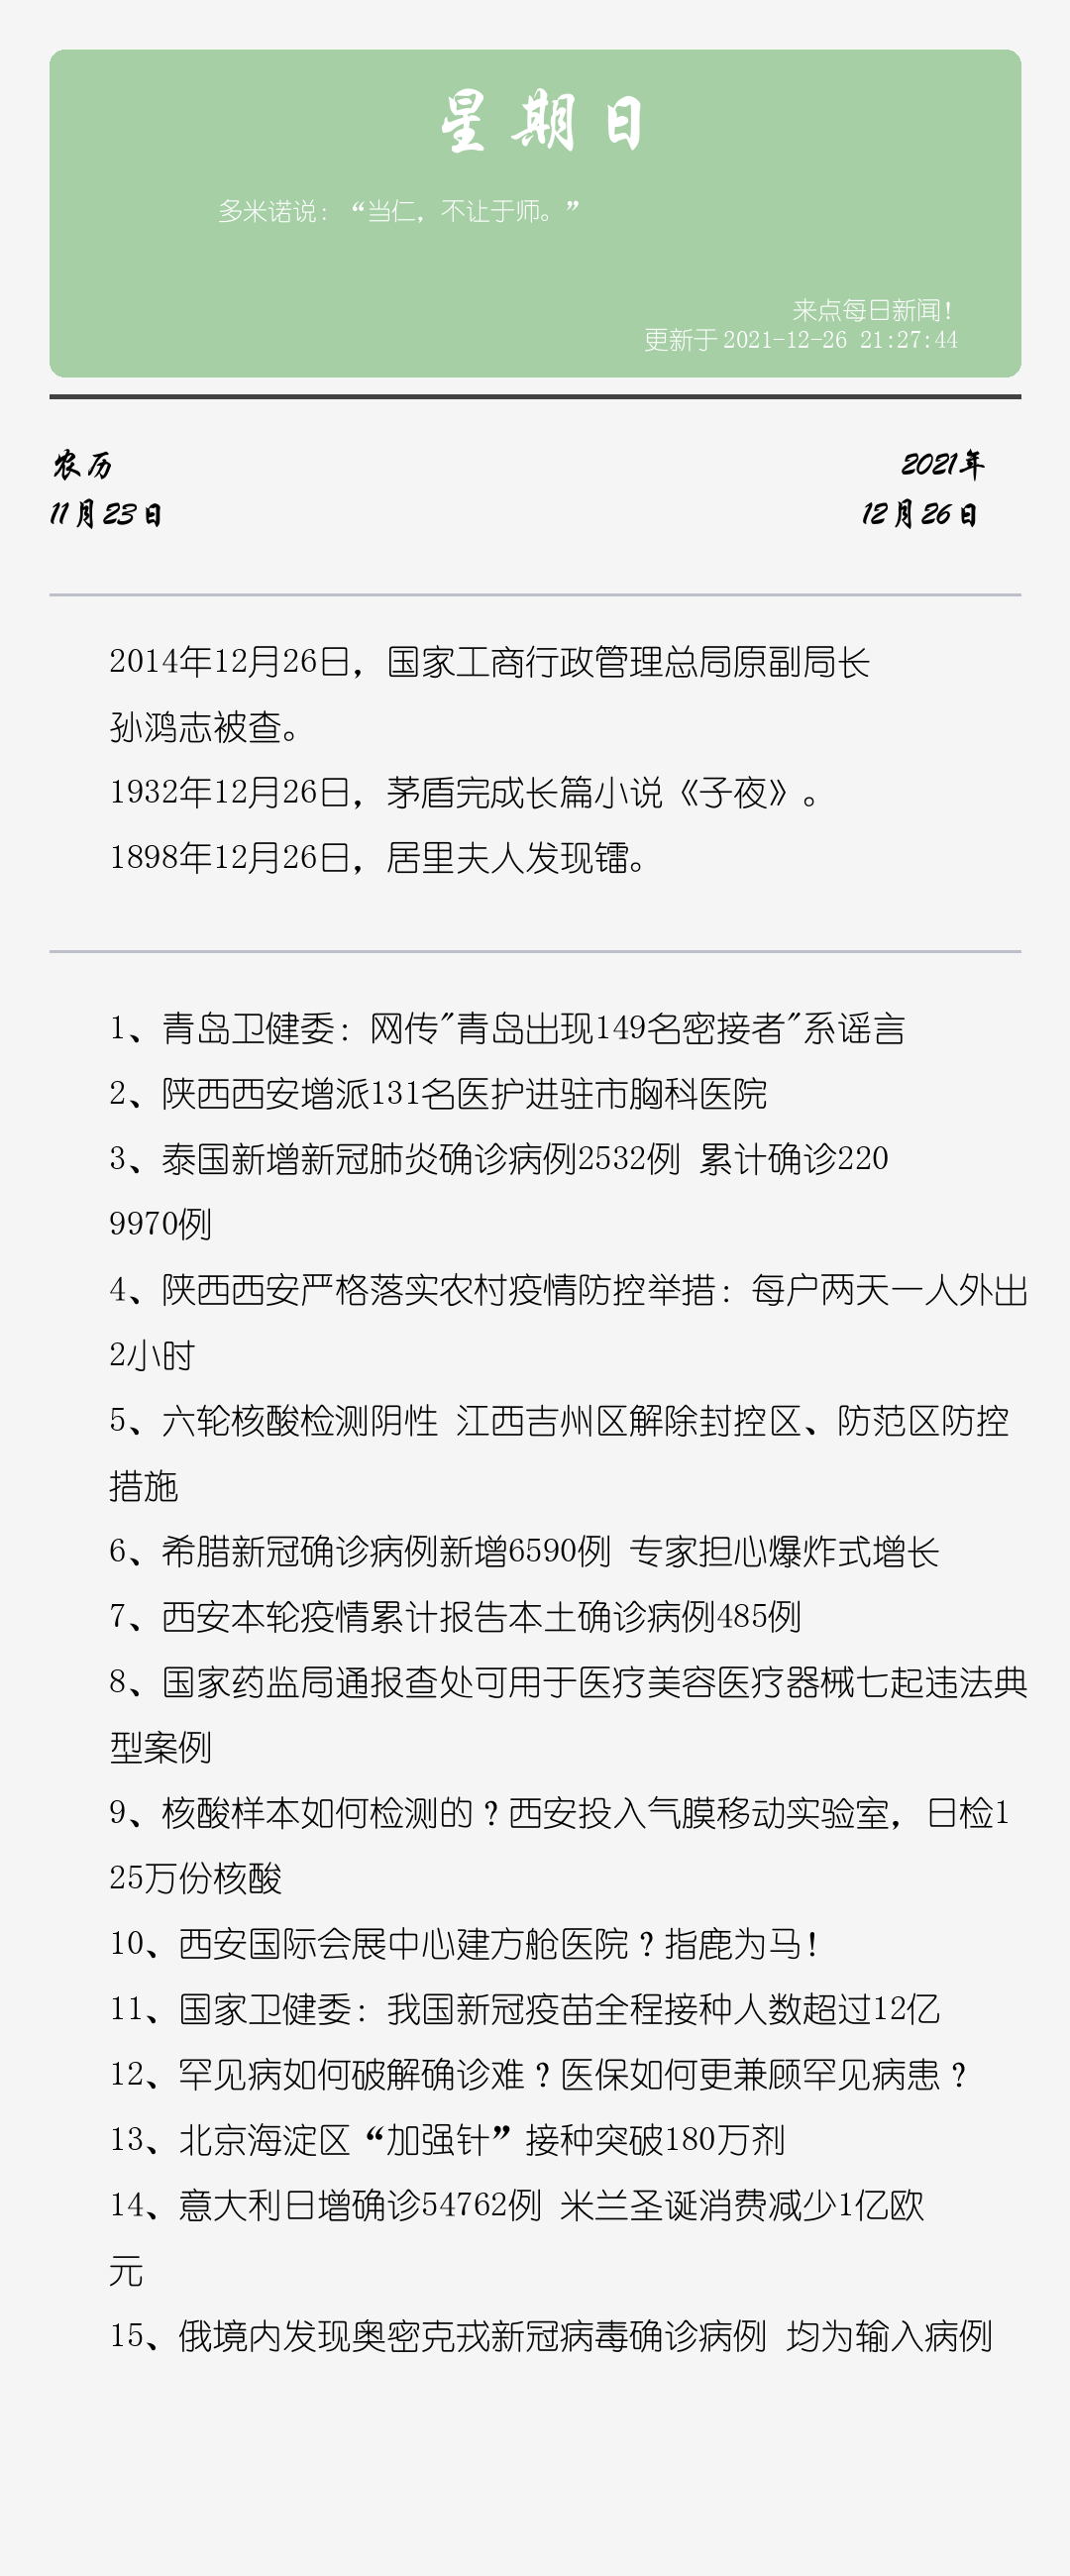 星期日
多米诺说：“当仁，不让于师。”
来点每日新闻！
更新于2021-12-26 21:27:44
农历
11月23日
2021年
12月26日
2014年12月26日，国家工商行政管理总局原副局长
孙鸿志被查。
1932年12月26日，茅盾完成长篇小说《子夜》。
1898年12月26日，居里夫人发现镭。
1、青岛卫健委：网传"青岛出现149名密接者"系谣言
2、陕西西安增派131名医护进驻市胸科医院
3、泰国新增新冠肺炎确诊病例2532例 累计确诊220
9970例
4、陕西西安严格落实农村疫情防控举措：每户两天一人外出
2小时
5、六轮核酸检测阴性 江西吉州区解除封控区、防范区防控
措施
6、希腊新冠确诊病例新增6590例 专家担心爆炸式增长
7、西安本轮疫情累计报告本土确诊病例485例
8、国家药监局通报查处可用于医疗美容医疗器械七起违法典
型案例
9、核酸样本如何检测的？西安投入气膜移动实验室，日检1
25万份核酸
10、西安国际会展中心建方舱医院？指鹿为马！
11、国家卫健委：我国新冠疫苗全程接种人数超过12亿
12、罕见病如何破解确诊难？医保如何更兼顾罕见病患？
13、北京海淀区“加强针”接种突破180万剂
14、意大利日增确诊54762例 米兰圣诞消费减少1亿欧
元
15、俄境内发现奥密克戎新冠病毒确诊病例 均为输入病例